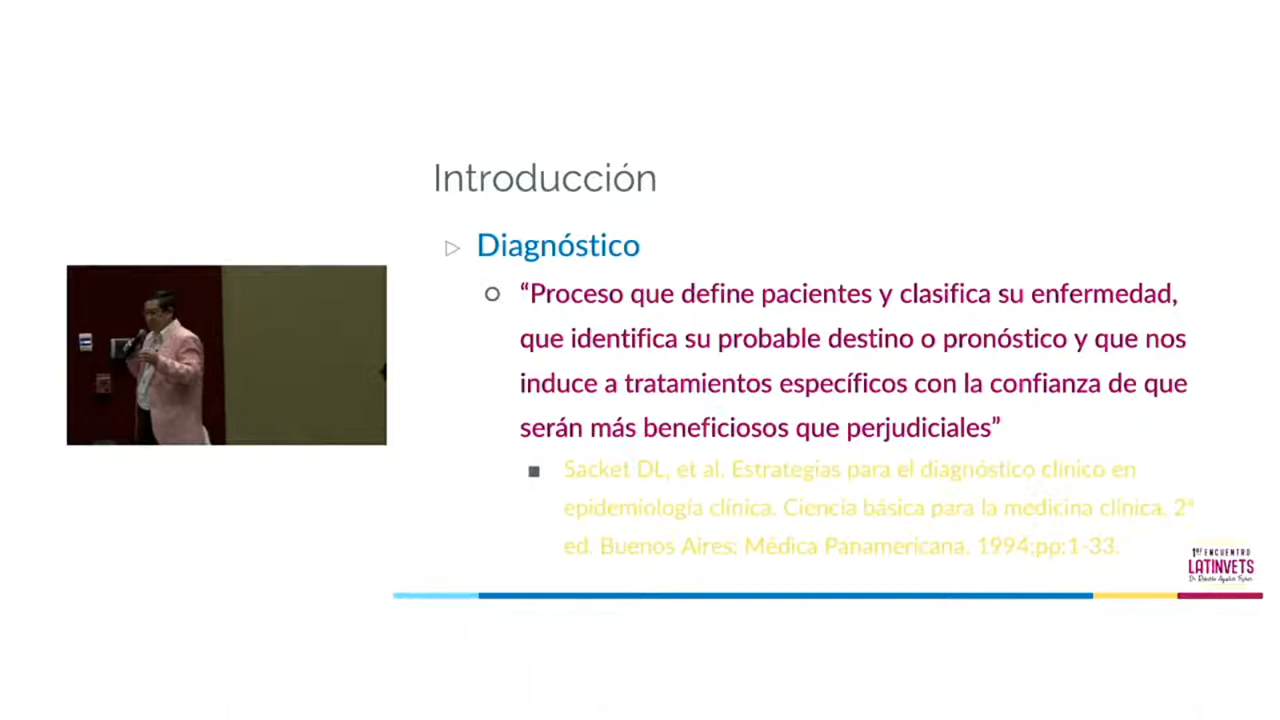 Introducción
Diagnóstico
“Proceso que define pacientes y clasifica su enfermedad,
que identifica su probable destino o pronóstico y que nos
induce a tratamientos específicos con la confianza de que
serán más beneficiosos que perjudiciales”
Sacket DL, et al. Estrategias para el diagnóstico clínico en
epidemiología clínica. Ciencia básica para la medicina clínica. 2ª
ed. Buenos Aires: Médica Panamericana. 1994;pp:1-33.
1er ENCUENTRO
LATINVETS